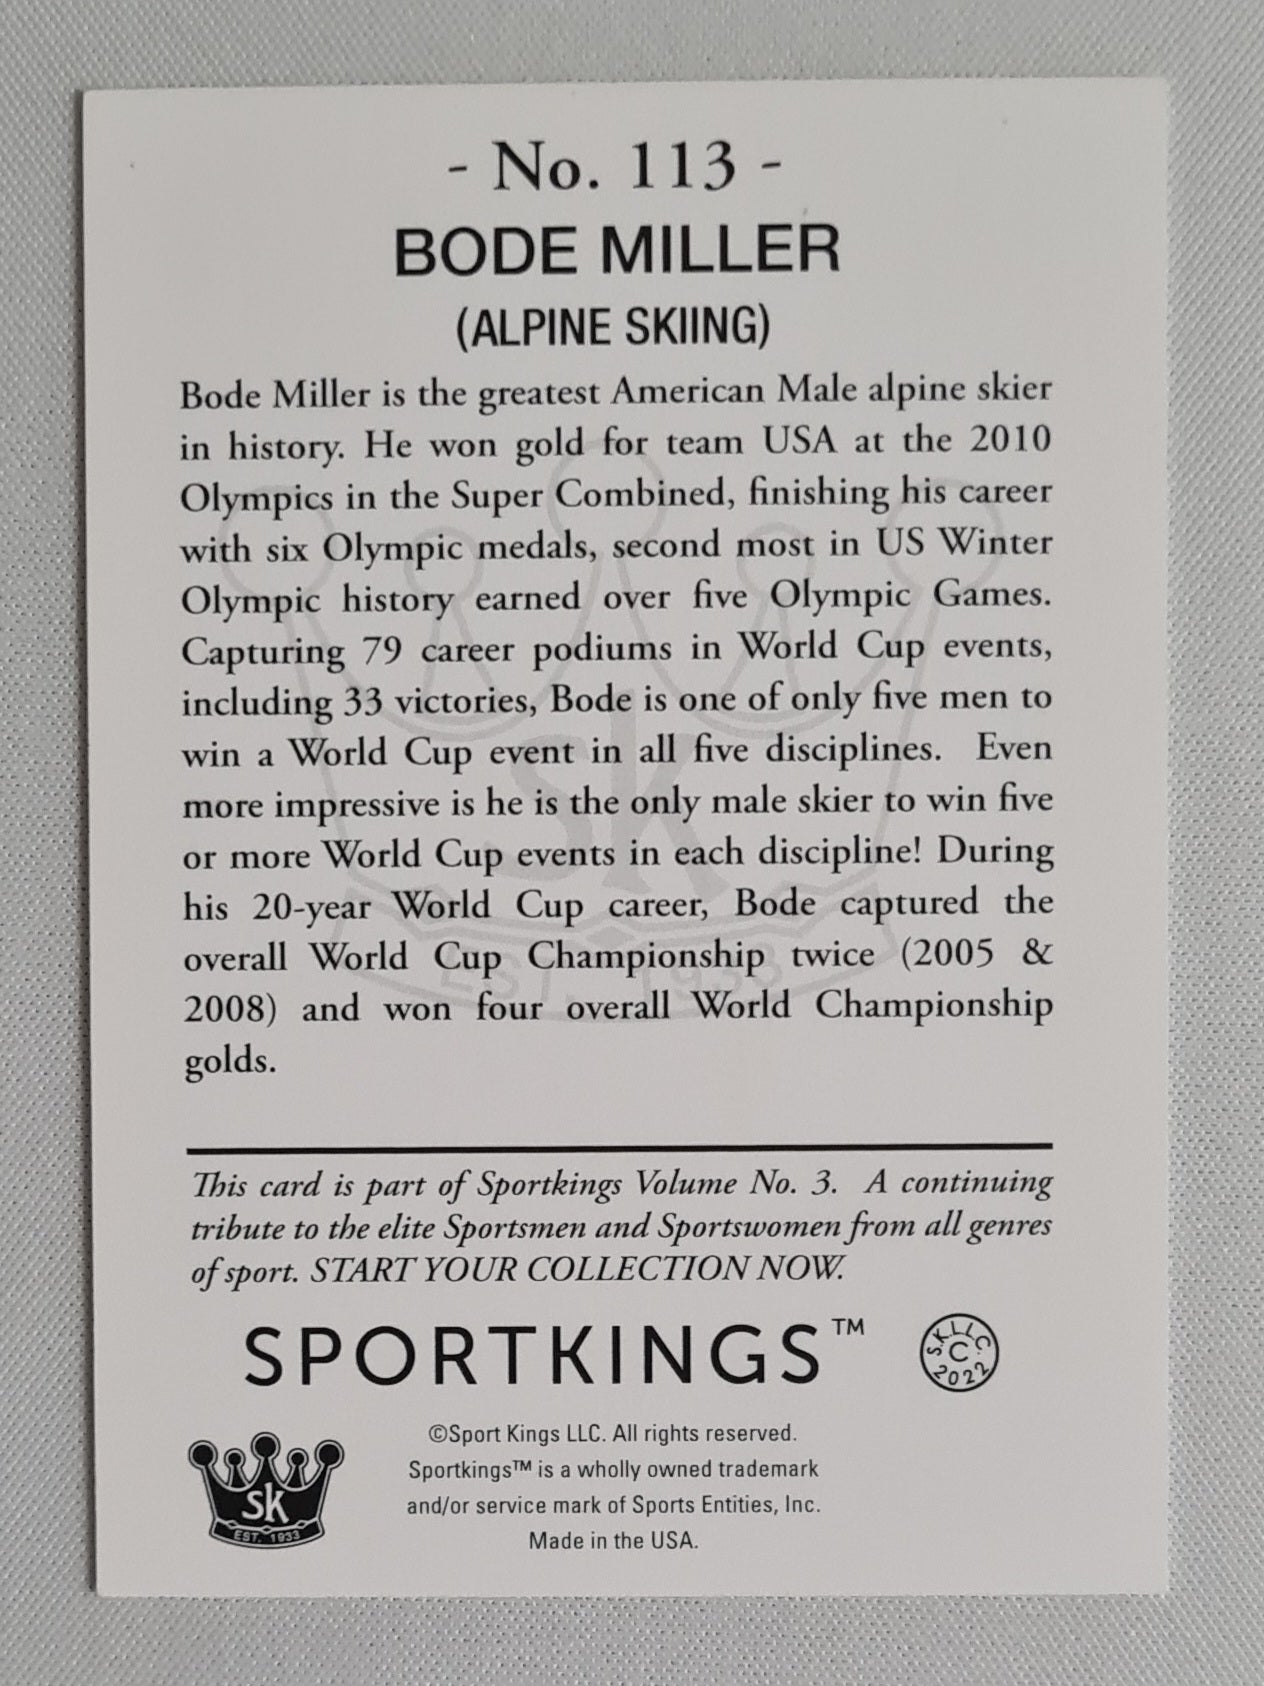 - No. 113 -
BODE MILLER
(ALPINE SKIING)
Bode Miller is the greatest American Male alpine skier
in history. He won gold for team USA at the 2010
Olympics in the Super Combined, finishing his career
with six Olympic medals, second most in US Winter
Olympic history earned over five Olympic Games.
Capturing 79 career podiums in World Cup events,
including 33 victories, Bode is one of only five men to
win a World Cup event in all five disciplines.  Even
more impressive is he is the only male skier to win five
or more World Cup events in each discipline! During
his 20-year World Cup career, Bode captured the
overall World Cup Championship twice (2005 &
2008) and won four overall World Championship
golds.
SK
EST. 1933
This card is part of Sportkings Volume No. 3.  A continuing
tribute to the elite Sportsmen and Sportswomen from all genres
of sport. START YOUR COLLECTION NOW.
SPORTKINGS™
S.K.L.L.C.
C
2022
©Sport Kings LLC. All rights reserved.
Sportkings™ is a wholly owned trademark
and/or service mark of Sports Entities, Inc.
Made in the USA.
SK
EST. 1933